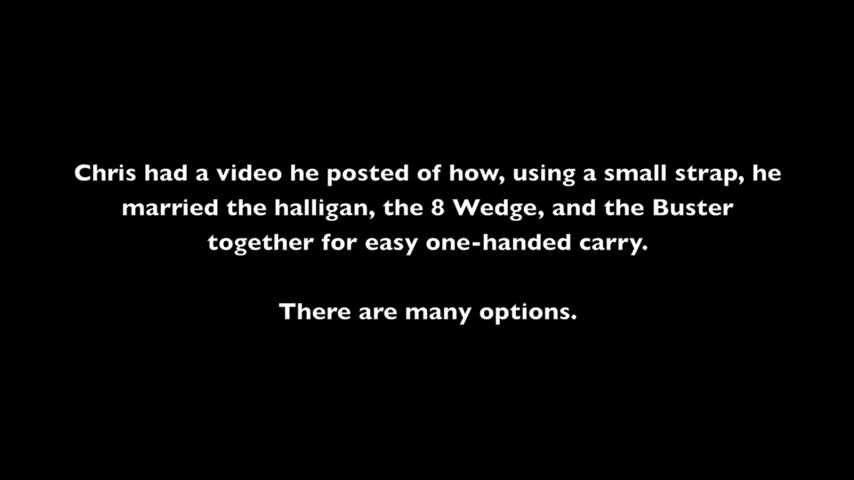 Chris had a video he posted of how, using a small strap, he
married the halligan, the 8 Wedge, and the Buster
together for easy one-handed carry.
There are many options.